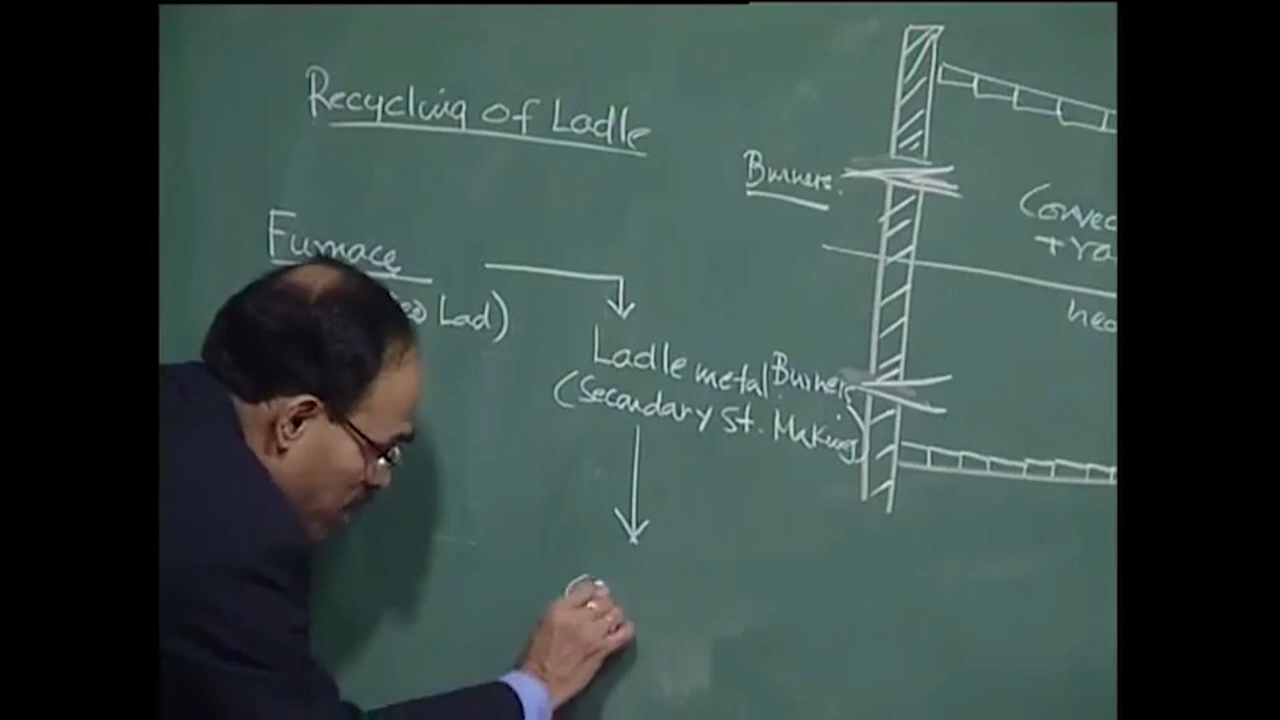 Recycling of Ladle
Furnace
Lad)
Ladle metal
(Secondary St. Making)
Burners.
Burners
Convec
+ra
hea